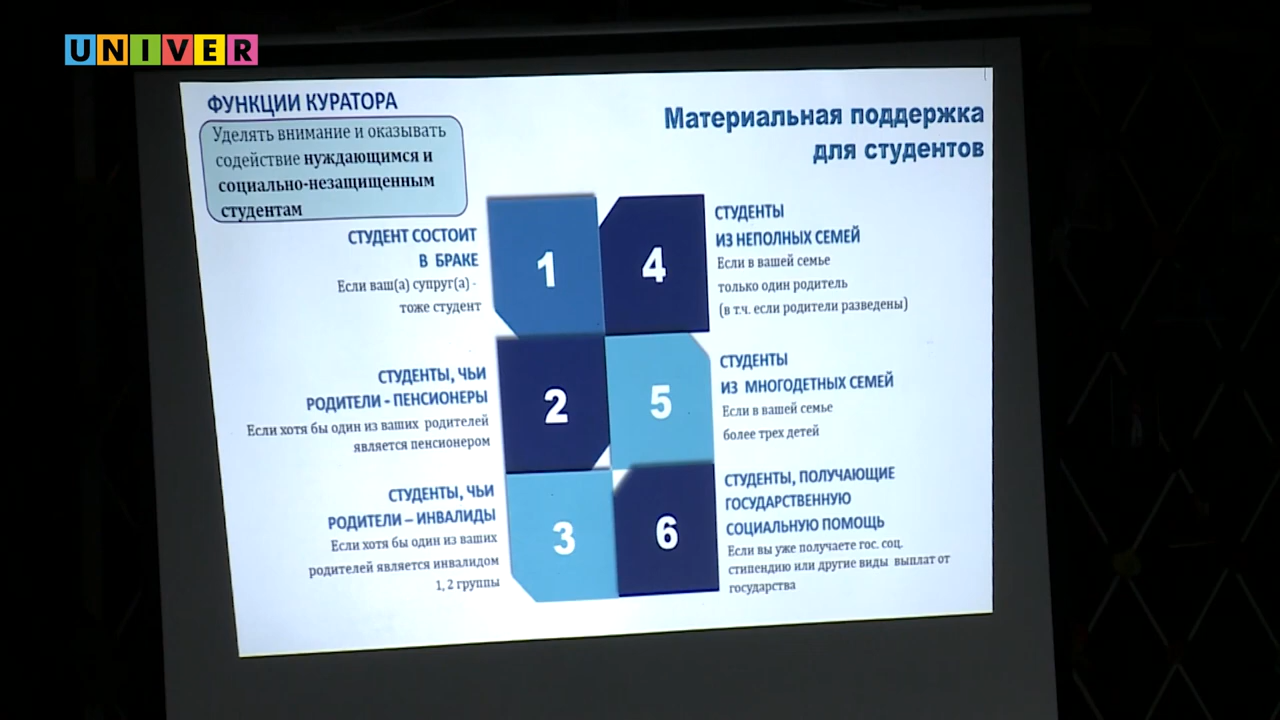 UNIVER
ФУНКЦИИ КУРАТОРА
Уделять внимание и оказывать
содействие нуждающимся и
социально-незащищенным
студентам
Материальная поддержка
для студентов
СТУДЕНТ СОСТОИТ
В БРАКЕ
Если ваш(а) супруг(а) -
тоже студент
1
СТУДЕНТЫ, ЧЬИ
РОДИТЕЛИ - ПЕНСИОНЕРЫ
Если хотя бы один из ваших родителей
является пенсионером
2
СТУДЕНТЫ, ЧЬИ
РОДИТЕЛИ – ИНВАЛИДЫ
Если хотя бы один из ваших
родителей является инвалидом
1, 2 группы
3
4
СТУДЕНТЫ
ИЗ НЕПОЛНЫХ СЕМЕЙ
Если в вашей семье
только один родитель
(в т.ч. если родители разведены)
5
СТУДЕНТЫ
ИЗ МНОГОДЕТНЫХ СЕМЕЙ
Если в вашей семье
более трех детей
6
СТУДЕНТЫ, ПОЛУЧАЮЩИЕ
ГОСУДАРСТВЕННУЮ
СОЦИАЛЬНУЮ ПОМОЩЬ
Если вы уже получаете гос. соц.
стипендию или другие виды выплат от
государства